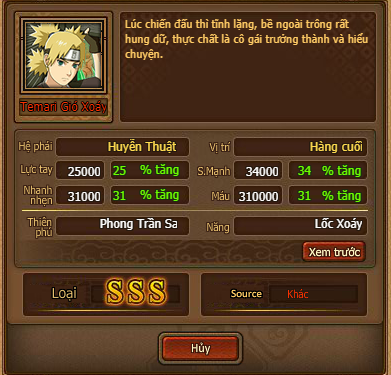 Lúc chiến đấu thì tĩnh lặng, bề ngoài trông rất
hung dữ, thực chất là cô gái trưởng thành và hiểu
chuyện.
Temari Gió Xoáy
Hệ phái Huyễn Thuật Vị trí Hàng cuối
Lực tay 25000 25 % tăng S.Mạnh 34000 34 % tăng
Nhanh nhẹn 31000 31 % tăng Máu 310000 31 % tăng
Thiên phú Phong Trần Sa Năng Lốc Xoáy
Xem trước
Loại SSS Source Khác
Hủy